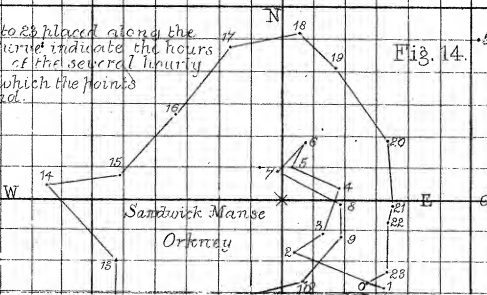 to 23 placed along the
curve indicate the hours
of the several hourly
which the points
nd.
N
Fig. 14.
17
18
19
16
20
6
5
7
15
14
4
W
E
8
21
22
Sandwick Manse
Orkney
3
9
2
13
23
10
0
1